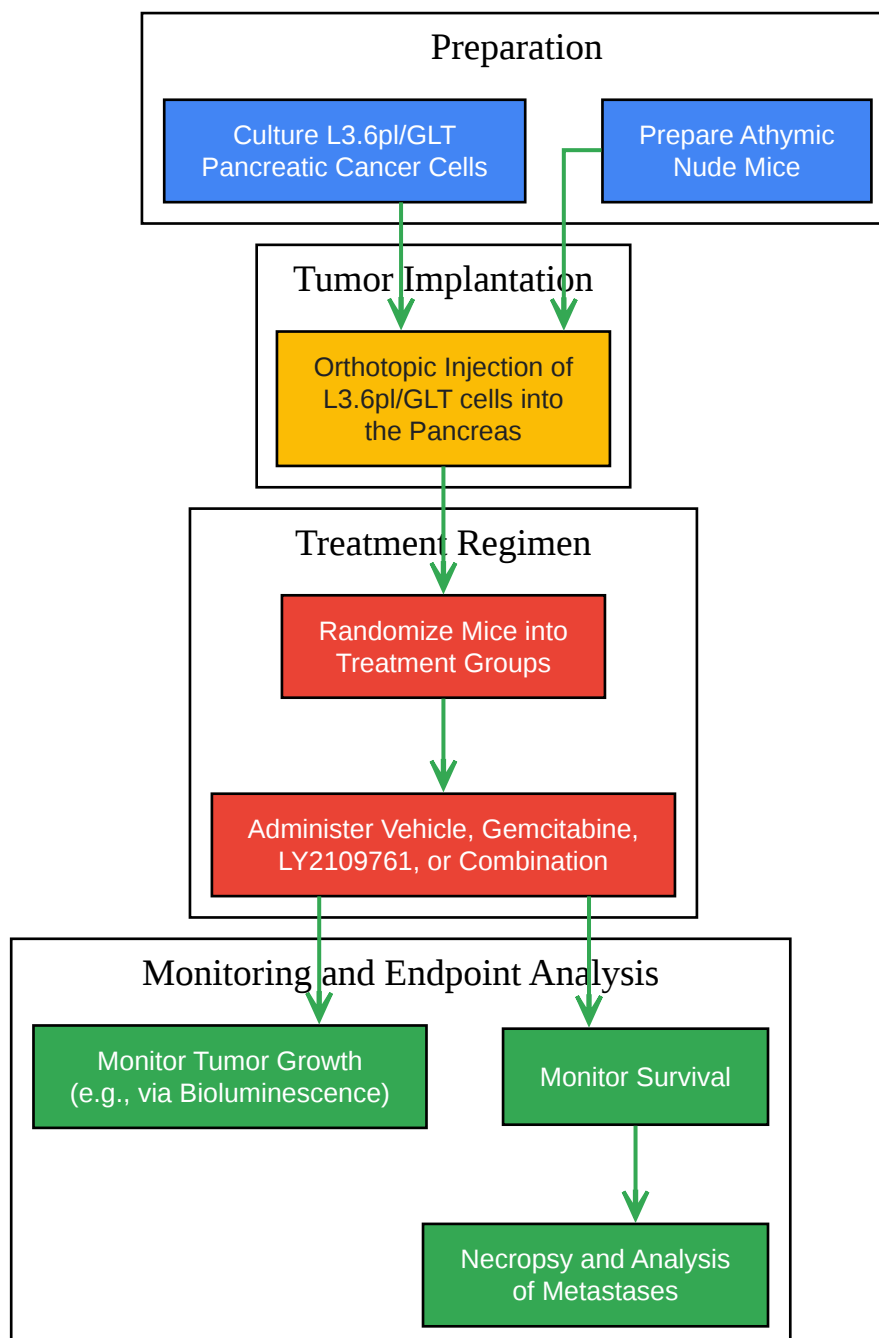 Preparation
Culture L3.6pl/GLT
Pancreatic Cancer Cells
Prepare Athymic
Nude Mice
Tumor Implantation
Orthotopic Injection of
L3.6pl/GLT cells into
the Pancreas
Treatment Regimen
Randomize Mice into
Treatment Groups
Administer Vehicle, Gemcitabine,
LY2109761, or Combination
Monitoring and Endpoint Analysis
Monitor Tumor Growth
(e.g., via Bioluminescence)
Monitor Survival
Necropsy and Analysis
of Metastases